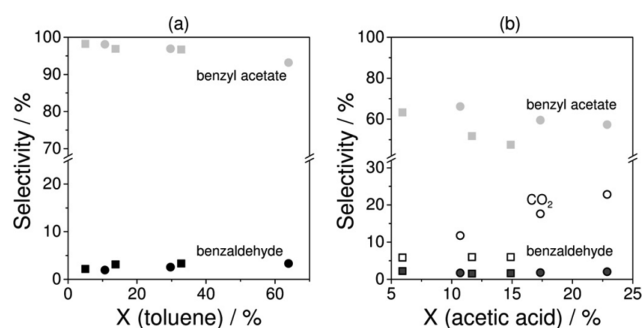 (a)
100
90
80
70
10
5
0
0 20 40 60
Selectivity / %
X (toluene) / %
benzyl acetate
benzaldehyde
(b)
100
80
60
30
20
10
0
5 10 15 20 25
Selectivity / %
X (acetic acid) / %
benzyl acetate
CO₂
benzaldehyde